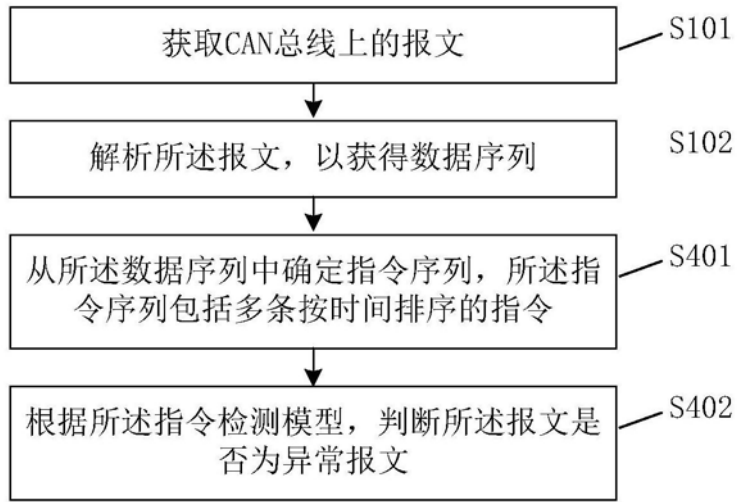 获取CAN总线上的报文
S101
解析所述报文，以获得数据序列
S102
从所述数据序列中确定指令序列，所述指
令序列包括多条按时间排序的指令
S401
根据所述指令检测模型，判断所述报文是
否为异常报文
S402